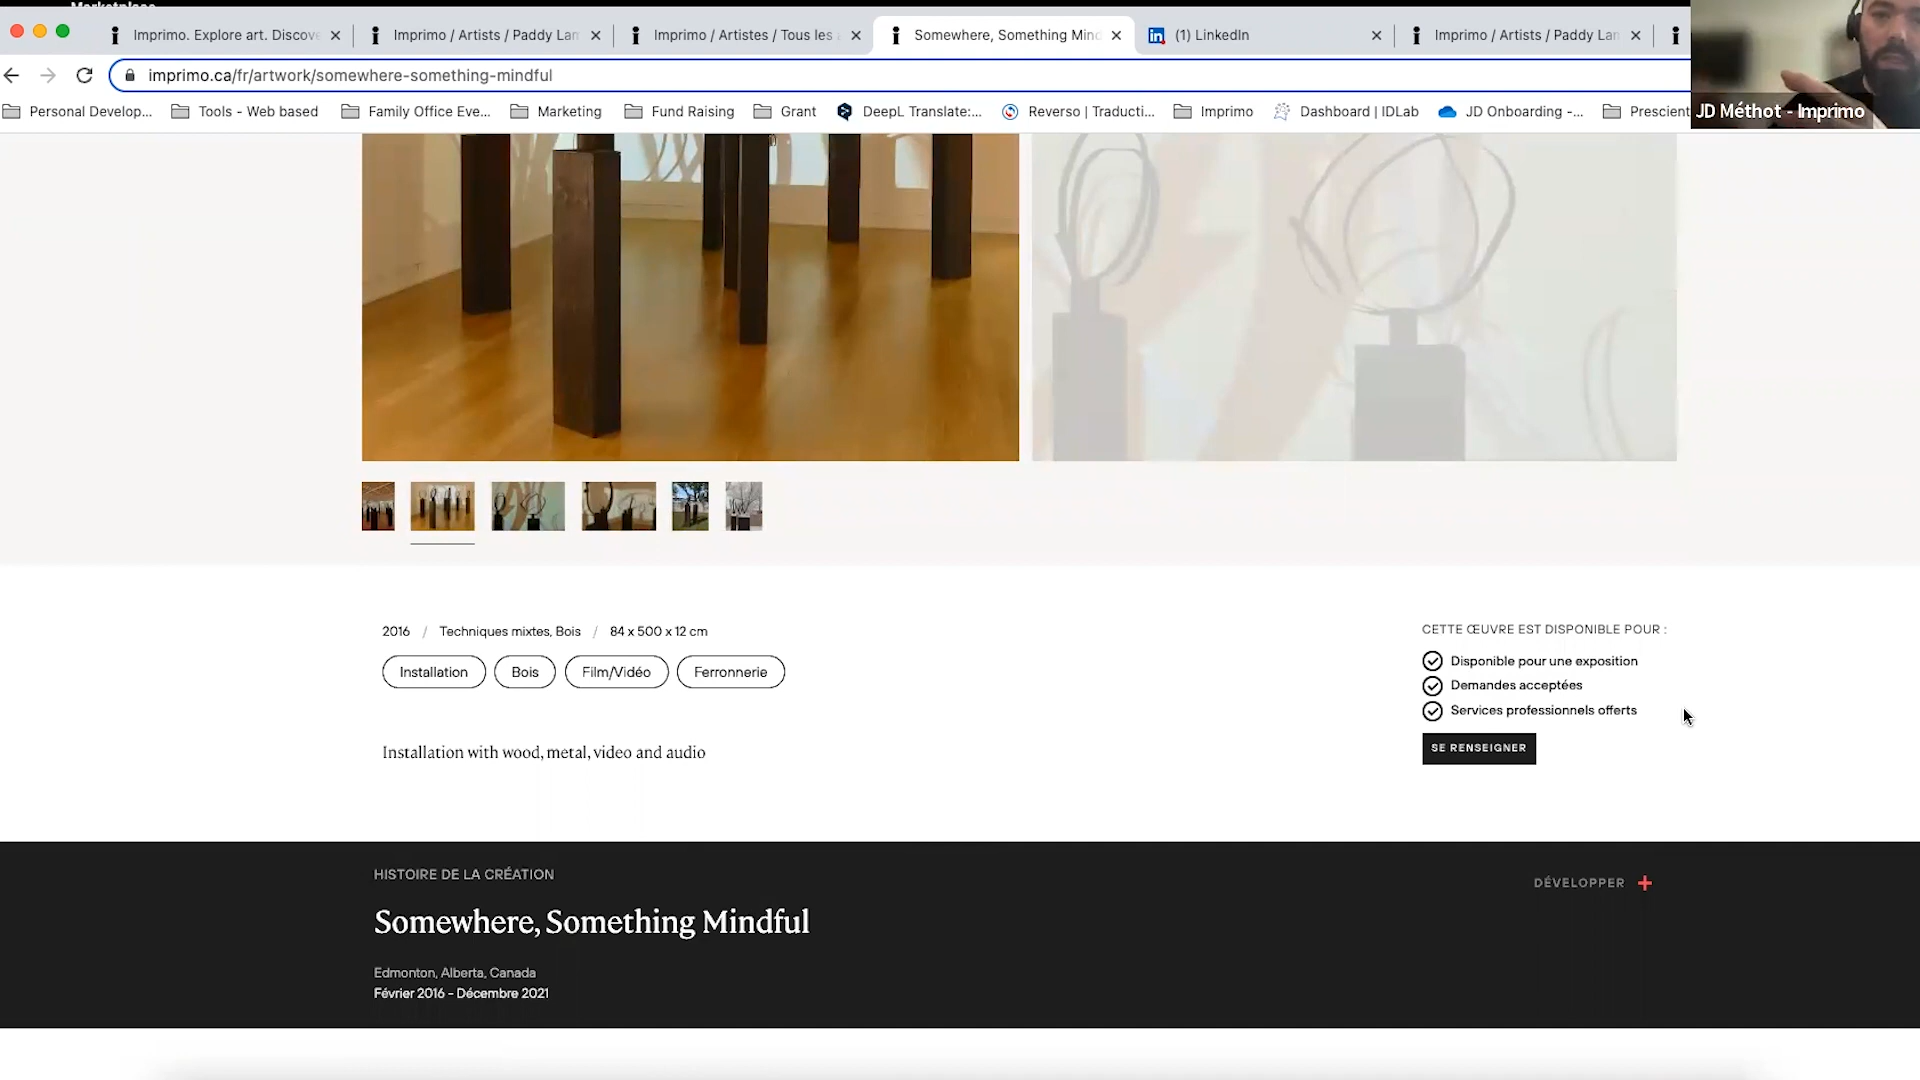 Marketplace
Imprimo. Explore art. Discove
Imprimo / Artists / Paddy Lam
Imprimo / Artistes / Tous les a
Somewhere, Something Mind
(1) LinkedIn
Imprimo / Artists / Paddy Lam
imprimo.ca/fr/artwork/somewhere-something-mindful
Personal Develop...
Tools - Web based
Family Office Eve...
Marketing
Fund Raising
Grant
DeepL Translate:...
Reverso | Traducti...
Imprimo
Dashboard | IDLab
JD Onboarding -...
Prescient
JD Méthot - Imprimo
2016 / Techniques mixtes, Bois / 84 x 500 x 12 cm
Installation
Bois
Film/Vidéo
Ferronnerie
Installation with wood, metal, video and audio
CETTE ŒUVRE EST DISPONIBLE POUR :
Disponible pour une exposition
Demandes acceptées
Services professionnels offerts
SE RENSEIGNER
HISTOIRE DE LA CRÉATION
DÉVELOPPER +
Somewhere, Something Mindful
Edmonton, Alberta, Canada
Février 2016 - Décembre 2021